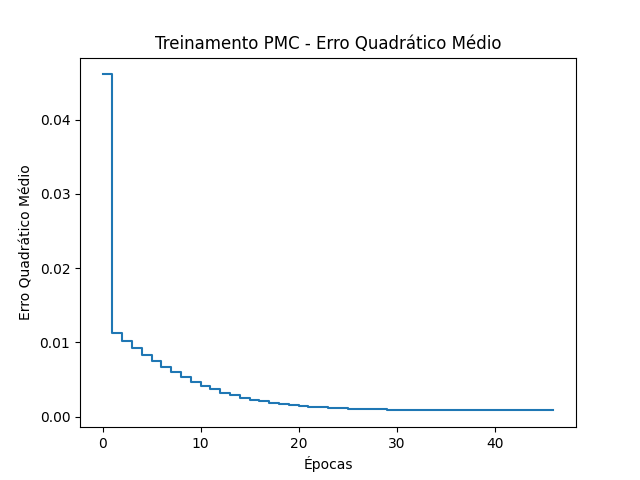 Treinamento PMC - Erro Quadrático Médio
0.04
0.03
0.02
0.01
0.00
Erro Quadrático Médio
0 10 20 30 40
Épocas